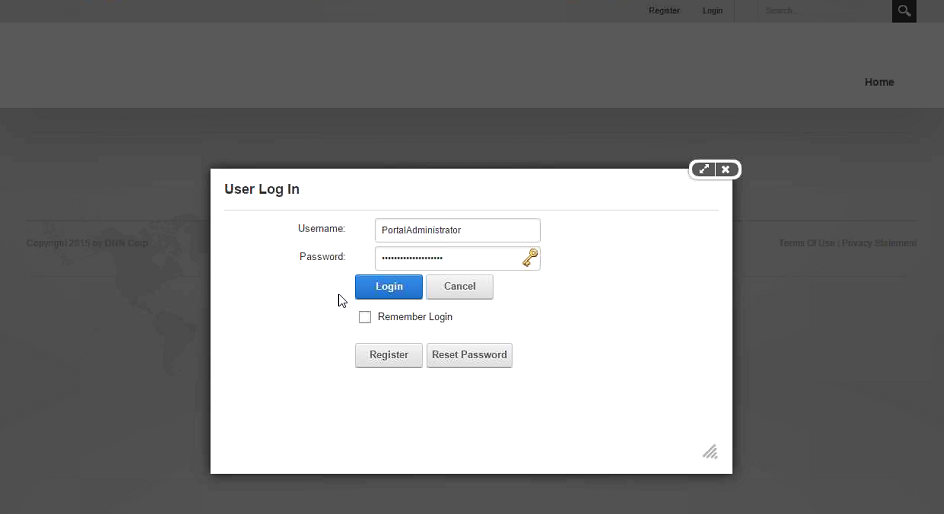 Register Login Search...
Home
User Log In
Username: PortalAdministrator
Password: ••••••••••••••••••••
Login Cancel
Remember Login
Register Reset Password
Copyright 2015 by DNN Corp Terms Of Use | Privacy Statement